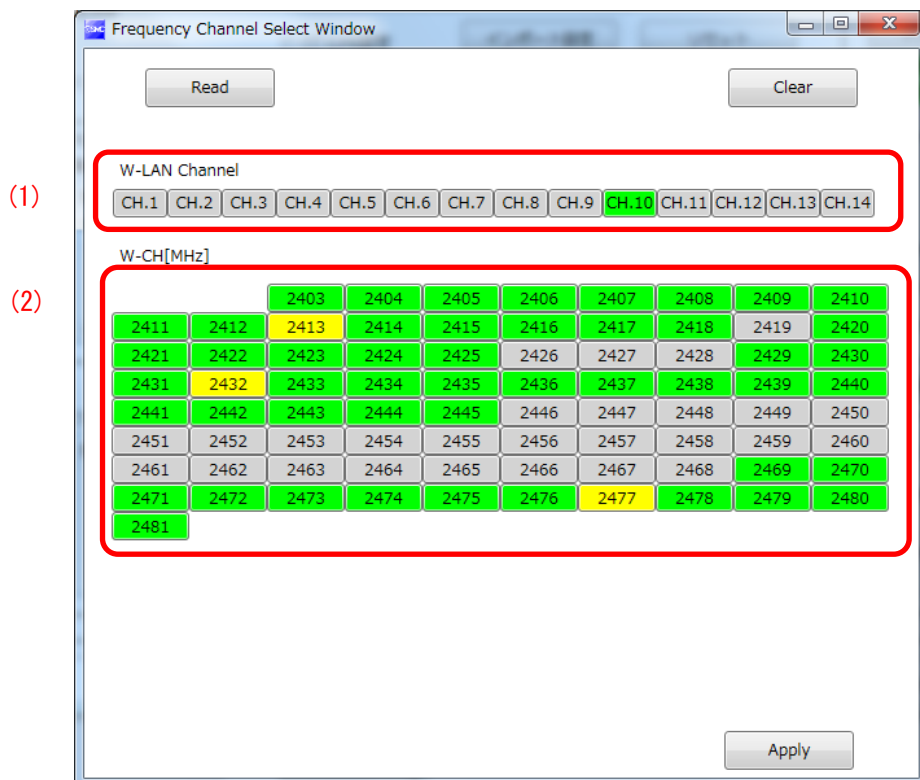 Frequency Channel Select Window
Read Clear
W-LAN Channel
(1)
CH.1 CH.2 CH.3 CH.4 CH.5 CH.6 CH.7 CH.8 CH.9 CH.10 CH.11 CH.12 CH.13 CH.14
W-CH[MHz]
(2)
2403 2404 2405 2406 2407 2408 2409 2410
2411 2412 2413 2414 2415 2416 2417 2418 2419 2420
2421 2422 2423 2424 2425 2426 2427 2428 2429 2430
2431 2432 2433 2434 2435 2436 2437 2438 2439 2440
2441 2442 2443 2444 2445 2446 2447 2448 2449 2450
2451 2452 2453 2454 2455 2456 2457 2458 2459 2460
2461 2462 2463 2464 2465 2466 2467 2468 2469 2470
2471 2472 2473 2474 2475 2476 2477 2478 2479 2480
2481
Apply